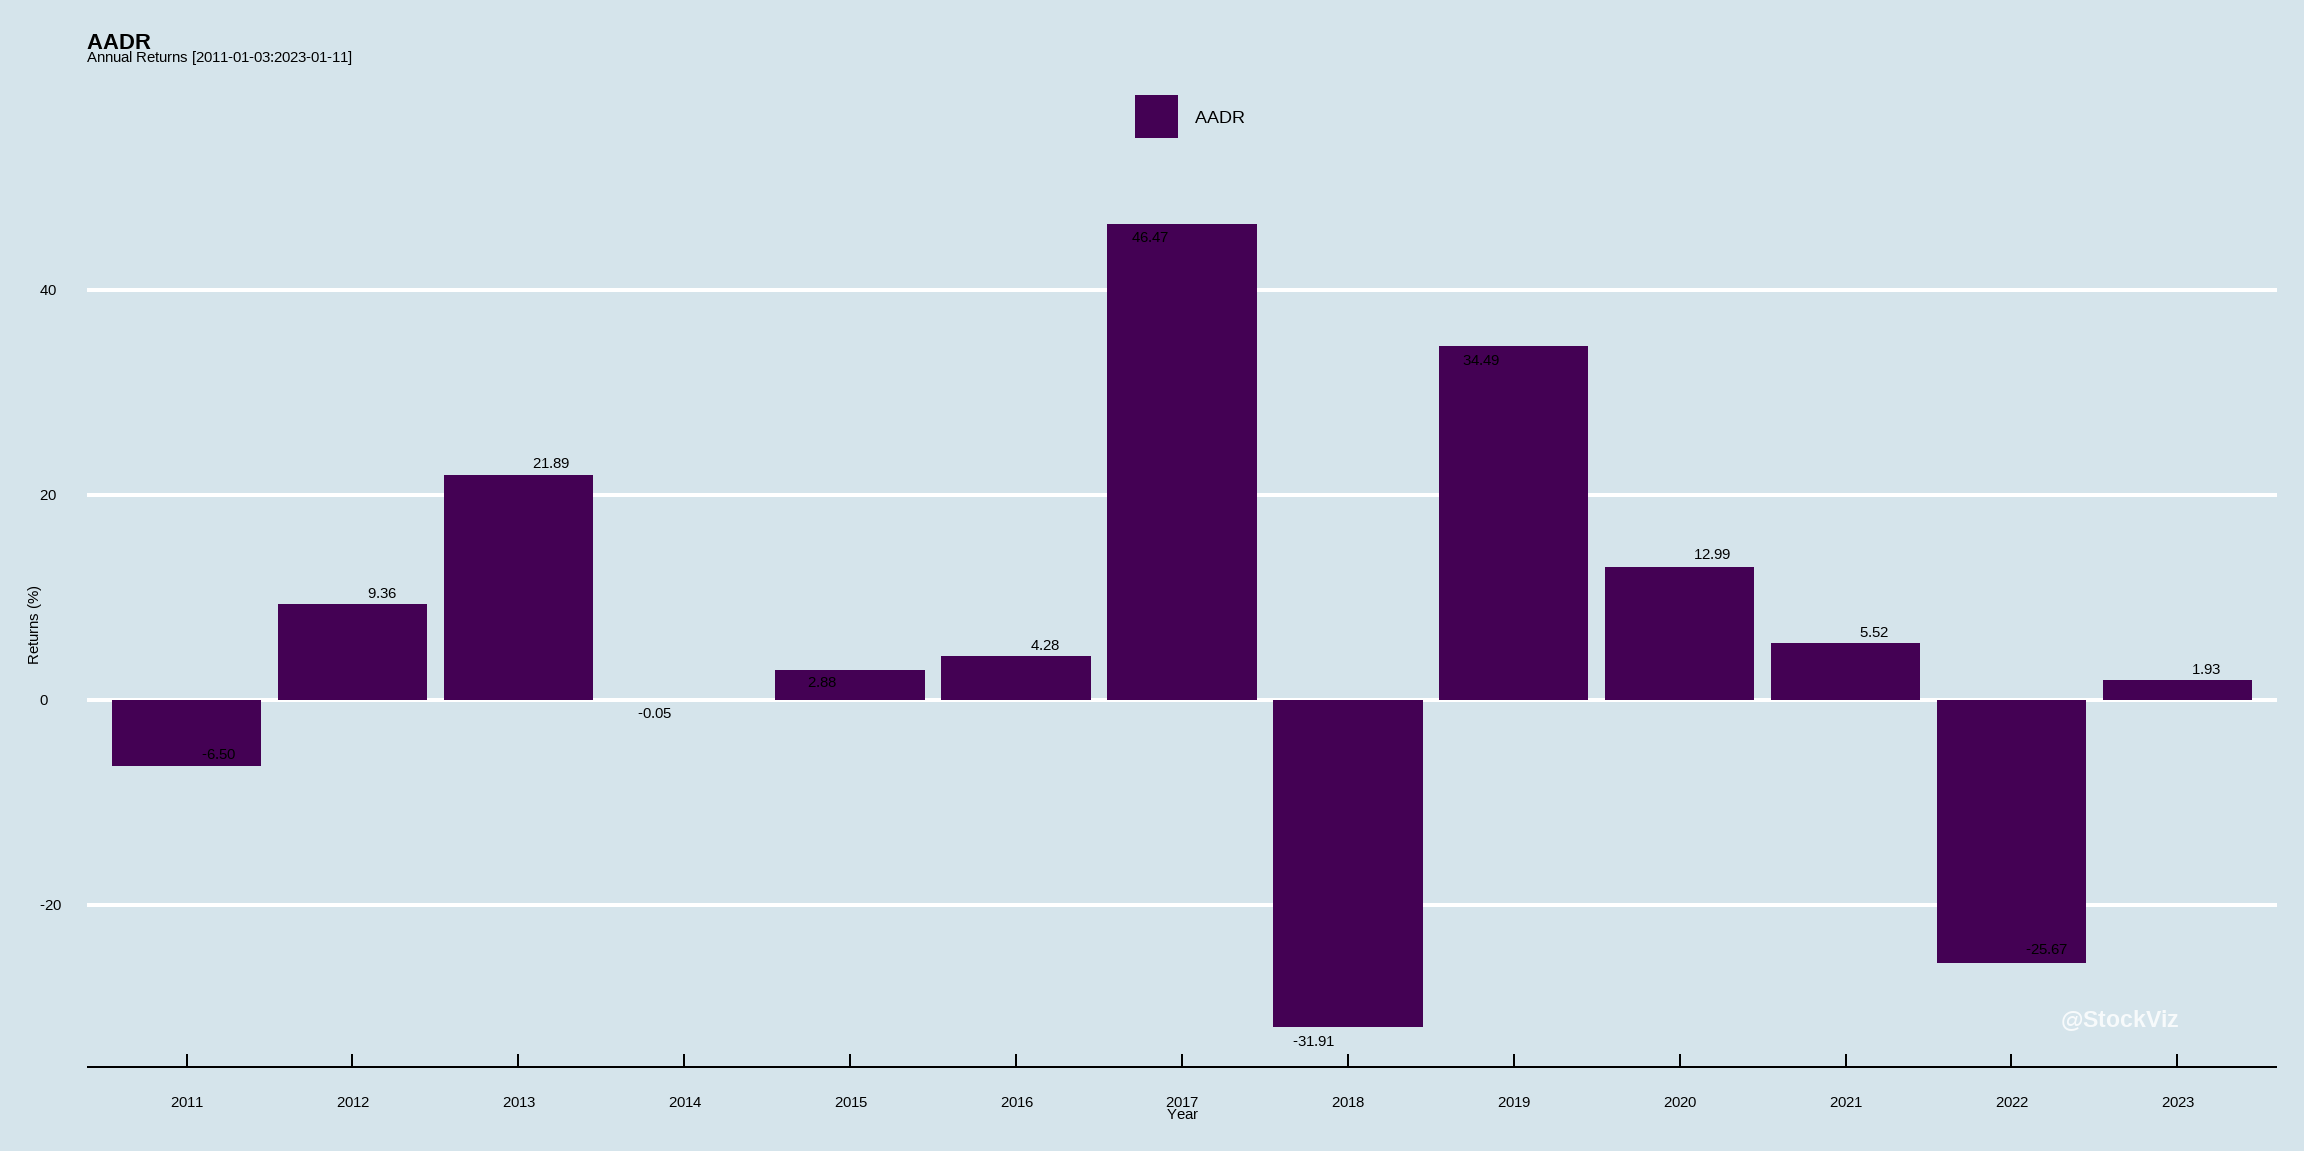 AADR
Annual Returns [2011-01-03:2023-01-11]
AADR
46.47
40
34.49
21.89
20
12.99
9.36
5.52
4.28
1.93
2.88
Returns (%)
0
-0.05
-6.50
-20
-25.67
@StockViz
-31.91
2011 2012 2013 2014 2015 2016 2017 2018 2019 2020 2021 2022 2023
Year